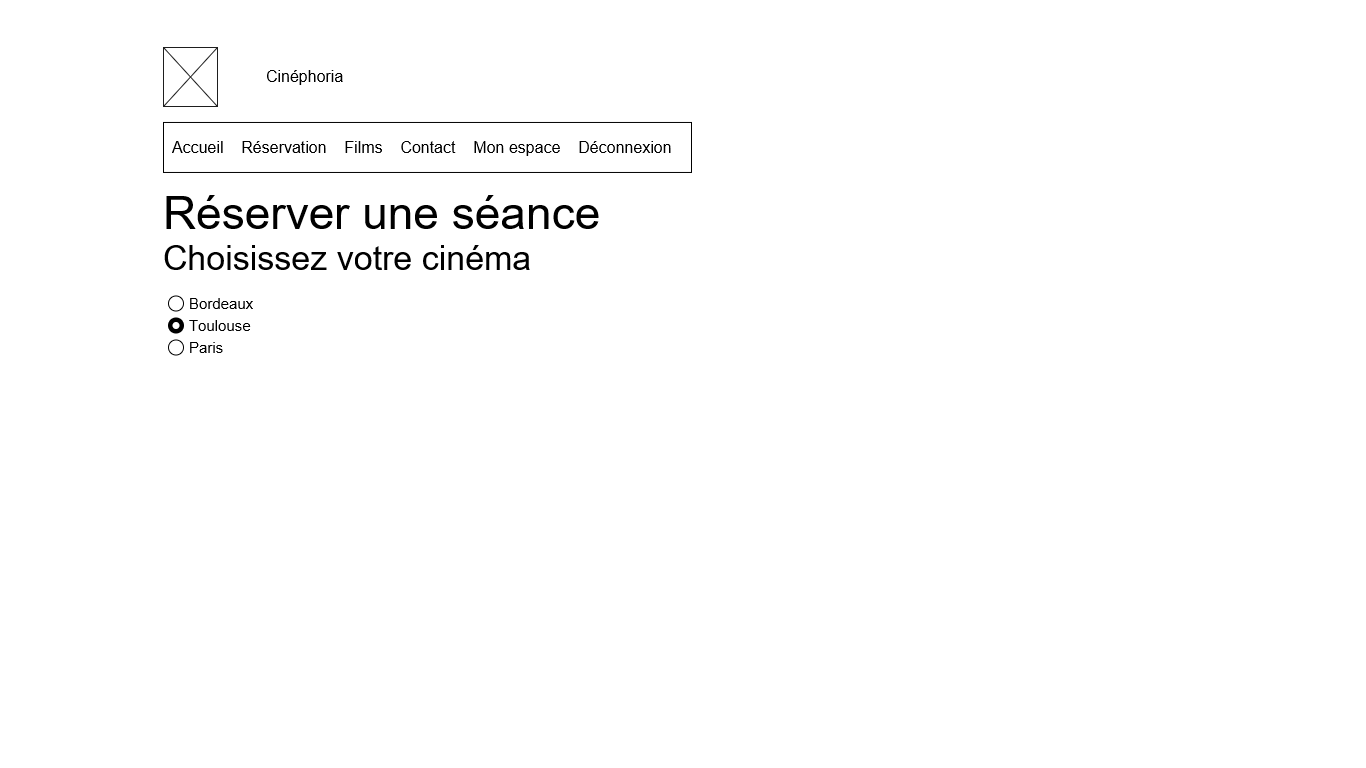 Cinéphoria
Accueil Réservation Films Contact Mon espace Déconnexion
Réserver une séance
Choisissez votre cinéma
Bordeaux
Toulouse
Paris